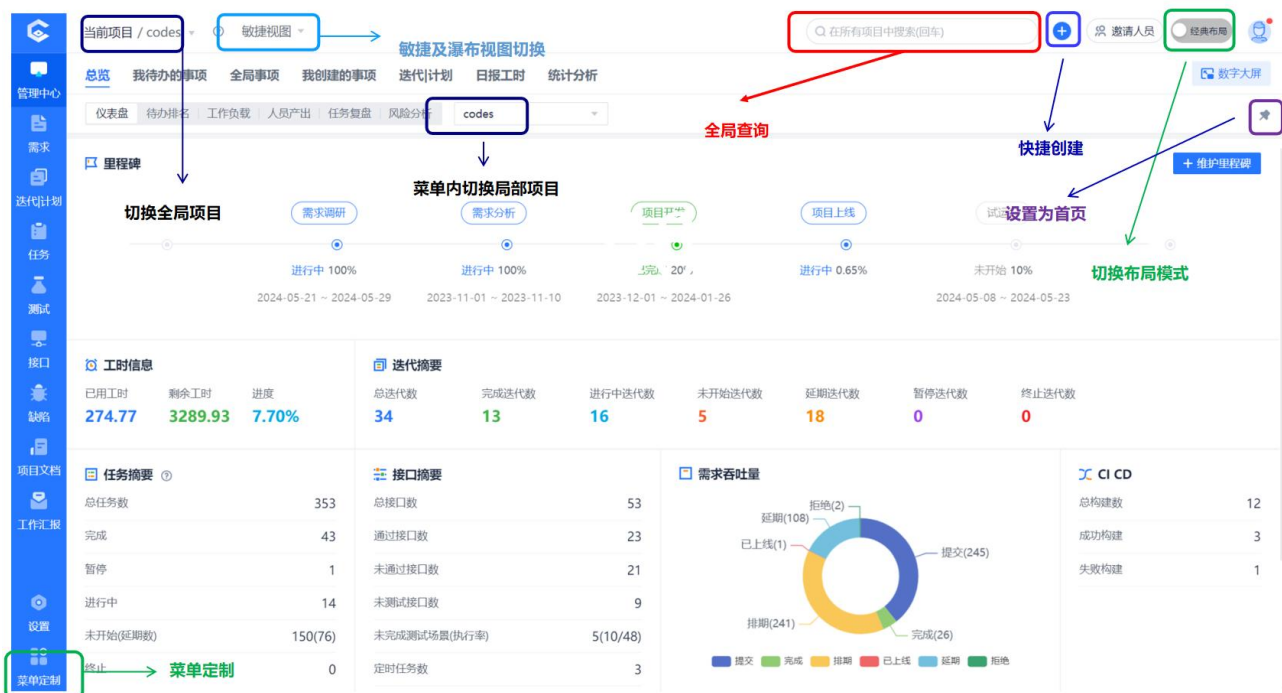 当前项目 / codes
敏捷视图
在所有项目中搜索(回车)
邀请人员
经典布局
敏捷及瀑布视图切换
总览 我待办的事项 全局事项 我创建的事项 迭代|计划 日报工时 统计分析
数字大屏
管理中心
仪表盘 待办排名 工作负载 人员产出 任务复盘 风险分析 codes
全局查询
快捷创建
需求
里程碑
+ 维护里程碑
菜单内切换局部项目
迭代|计划
切换全局项目
需求调研 需求分析 项目上线
设置为首页
任务
进行中 100% 进行中 100% 进行中 0.65% 未开始 10%
切换布局模式
2024-05-21 ~ 2024-05-29 2023-11-01 ~ 2023-11-10 2023-12-01 ~ 2024-01-26 2024-05-08 ~ 2024-05-23
测试
接口
缺陷
项目文档
工作汇报
设置
菜单定制
菜单定制
工时信息
已用工时 剩余工时 进度
274.77 3289.93 7.70%
迭代摘要
总迭代数 完成迭代数 进行中迭代数 未开始迭代数 延期迭代数 暂停迭代数 终止迭代数
34 13 16 5 18 0 0
任务摘要
总任务数 353
完成 43
暂停 1
进行中 14
未开始(延期数) 150(76)
终止 0
接口摘要
总接口数 53
通过接口数 23
未通过接口数 21
未测试接口数 9
未完成测试场景(执行率) 5(10/48)
定时任务数 3
需求吞吐量
拒绝(2)
延期(108)
已上线(1)
提交(245)
排期(241)
完成(26)
提交 完成 排期 已上线 延期 拒绝
CI CD
总构建数 12
成功构建 3
失败构建 1